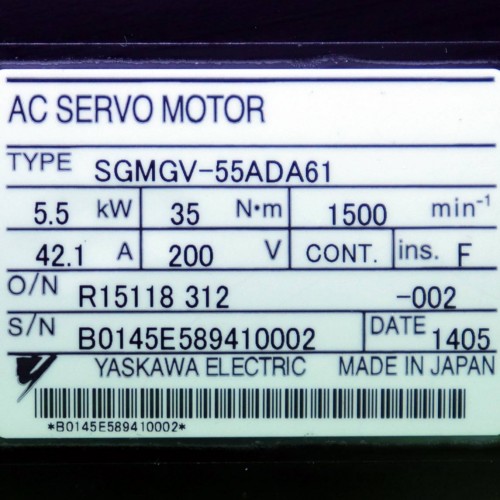 AC SERVO MOTOR
TYPE SGMGV-55ADA61
5.5 kW 35 N·m 1500 min⁻¹
42.1 A 200 V CONT. ins. F
O/N R15118 312 -002
S/N B0145E589410002 DATE 1405
YASKAWA ELECTRIC MADE IN JAPAN
*B0145E589410002*